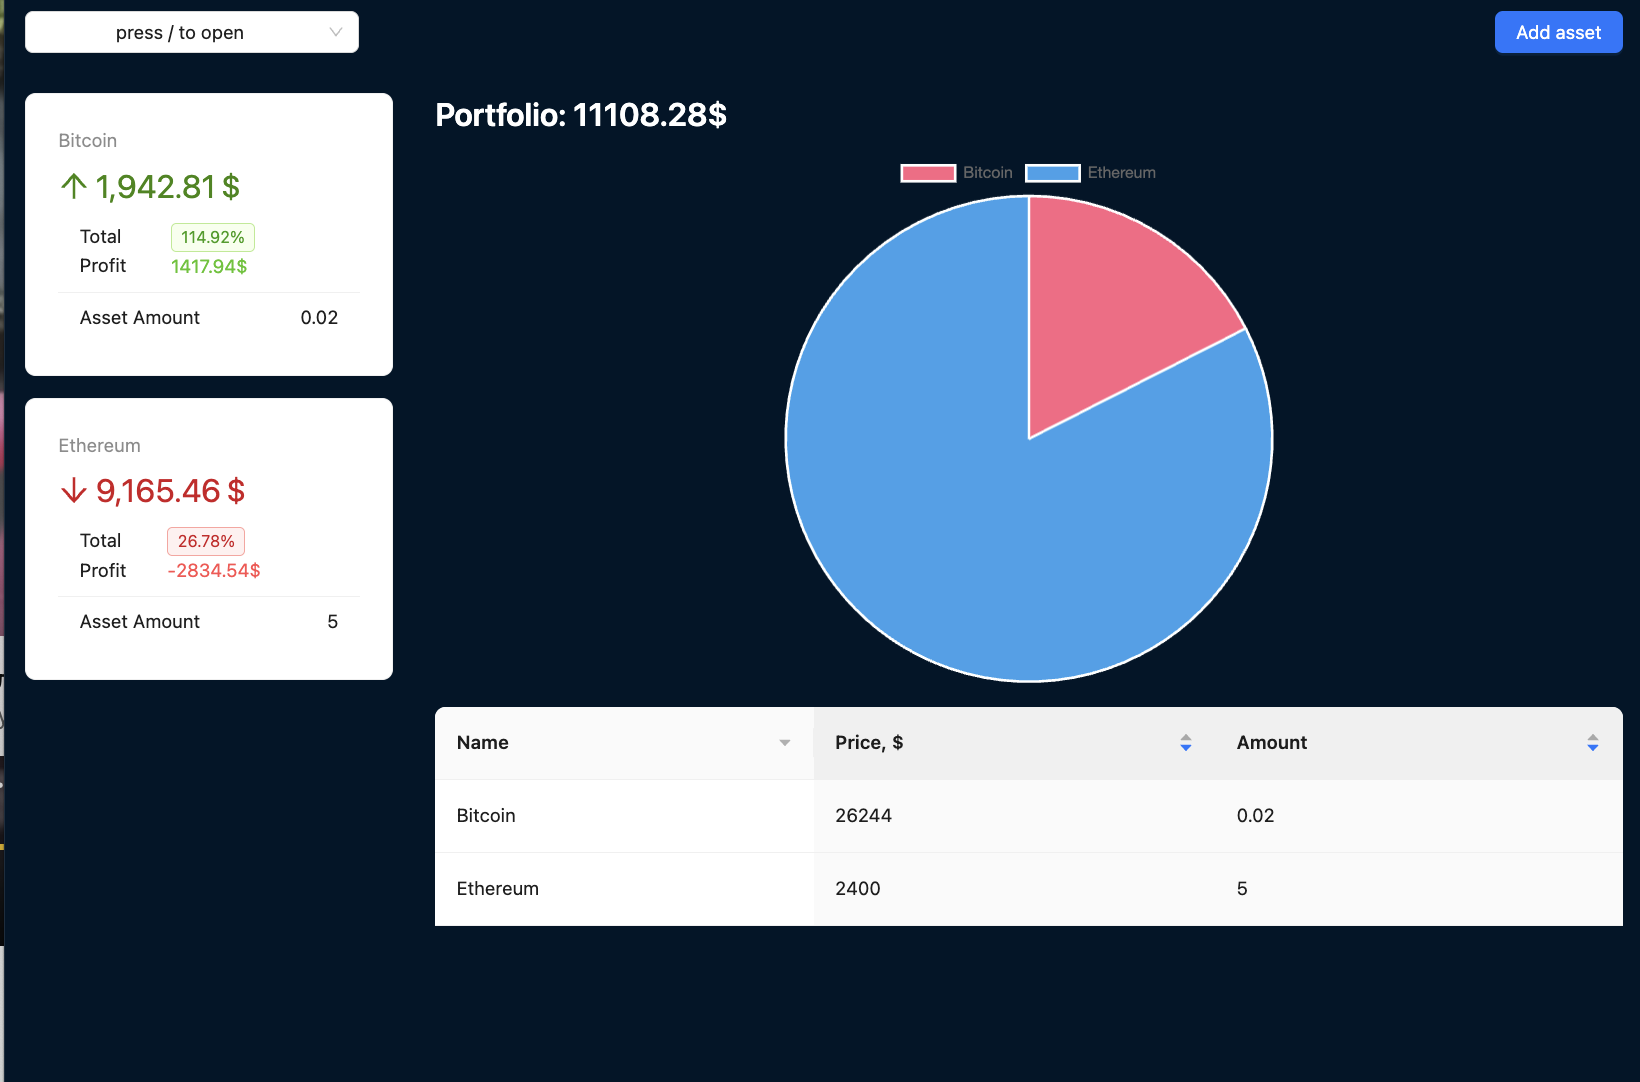 press / to open
Add asset
Bitcoin
1,942.81 $
Total 114.92%
Profit 1417.94$
Asset Amount 0.02
Ethereum
9,165.46 $
Total 26.78%
Profit -2834.54$
Asset Amount 5
Portfolio: 11108.28$
Bitcoin Ethereum
Name Price, $ Amount
Bitcoin 26244 0.02
Ethereum 2400 5